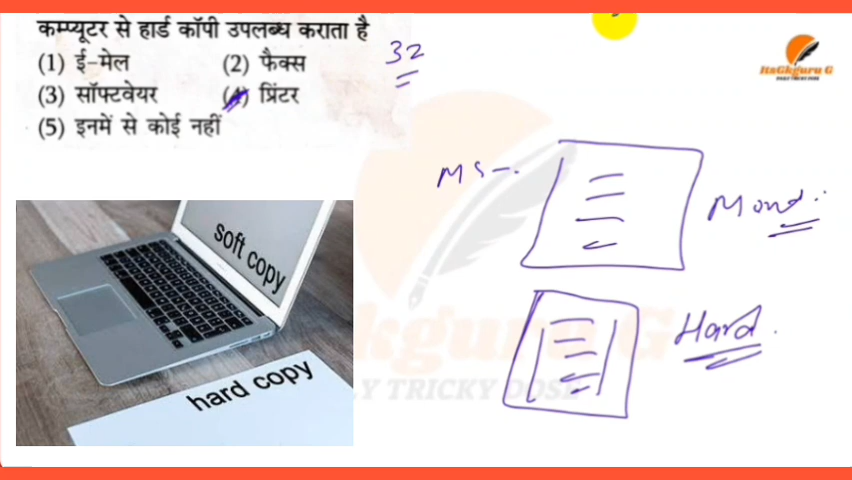 कम्प्यूटर से हार्ड कॉपी उपलब्ध कराता है
(1) ई-मेल (2) फैक्स
(3) सॉफ्टवेयर (4) प्रिंटर
(5) इनमें से कोई नहीं
32
ItsGkguru G
DAILY TRICKY DOSE
MS-
soft copy
hard copy
Hard